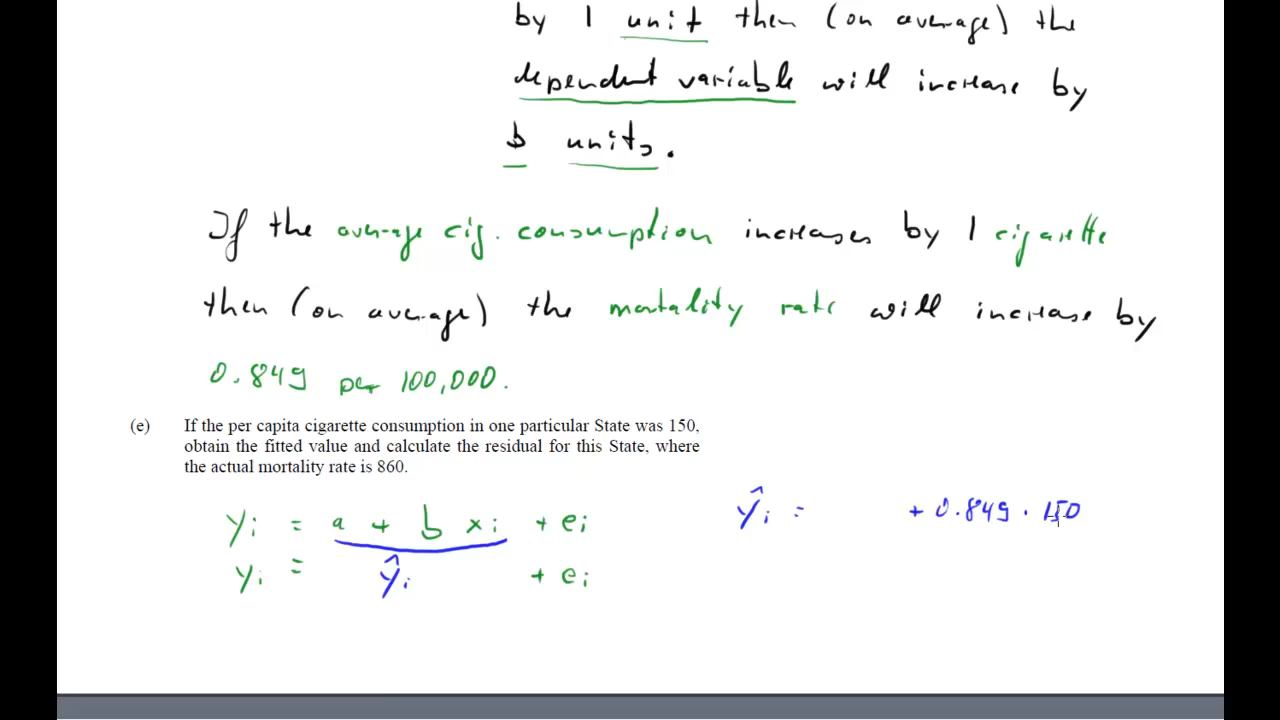 by 1 unit then (on average) the
dependent variable will increase by
b units.
If the average cig. consumption increases by 1 cigarette
then (on average) the mortality rate will increase by
0.849 per 100,000.
(e) If the per capita cigarette consumption in one particular State was 150,
obtain the fitted value and calculate the residual for this State, where
the actual mortality rate is 860.
yi = a + b xi + ei
ŷi = + 0.849 · 150
yi = ŷi + ei